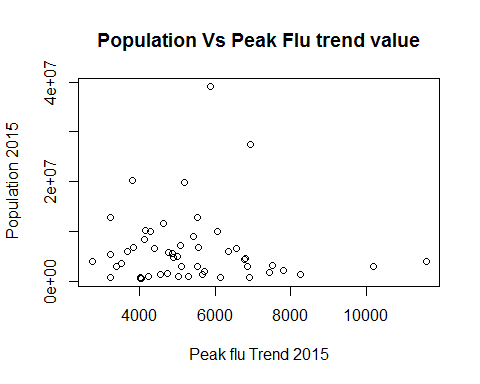 Population Vs Peak Flu trend value
4e+07
2e+07
0e+00
Population 2015
4000 6000 8000 10000
Peak flu Trend 2015